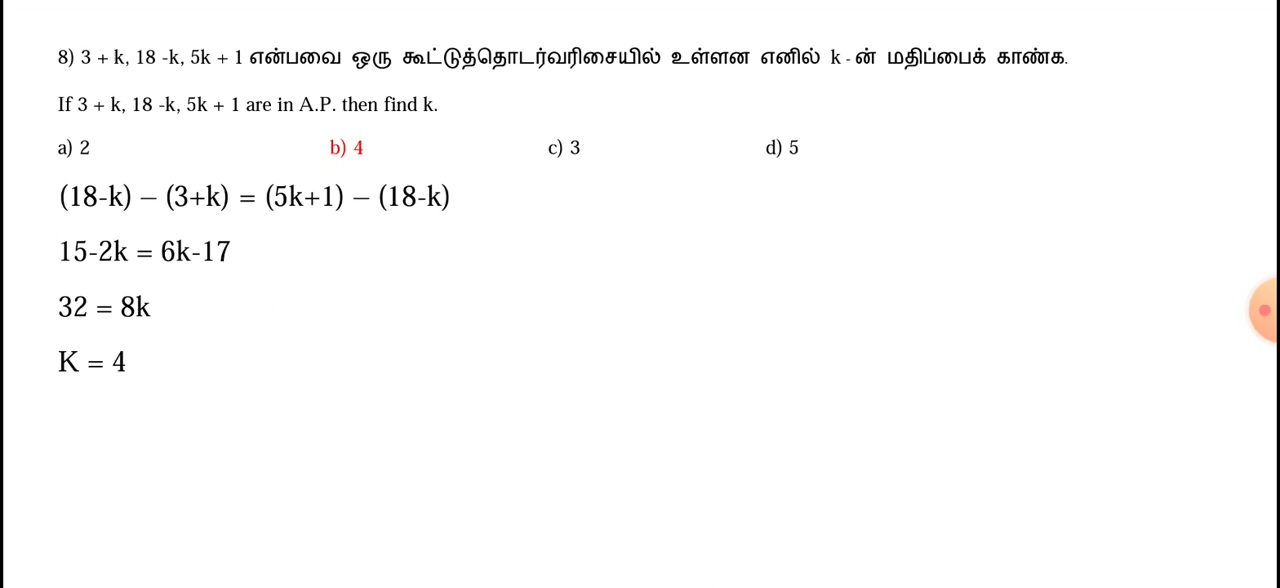 8) 3 + k, 18 -k, 5k + 1 என்பவை ஒரு கூட்டுத்தொடர்வரிசையில் உள்ளன எனில் k - ன் மதிப்பைக் காண்க.
If 3 + k, 18 -k, 5k + 1 are in A.P. then find k.
a) 2 b) 4 c) 3 d) 5
(18-k) – (3+k) = (5k+1) – (18-k)
15-2k = 6k-17
32 = 8k
K = 4